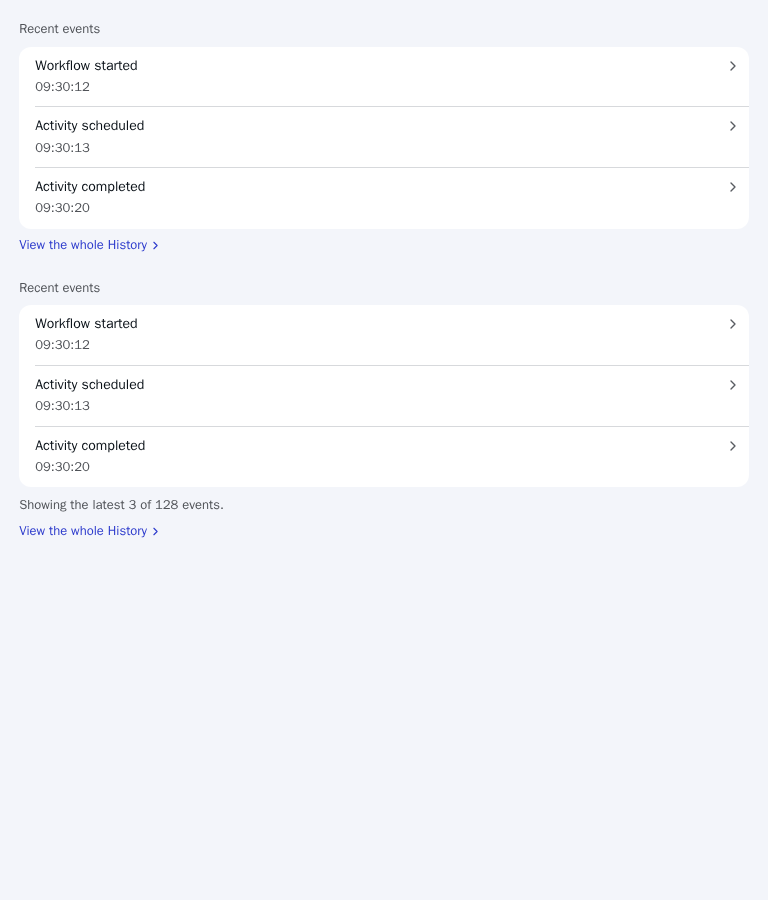 Recent events
Workflow started
09:30:12
Activity scheduled
09:30:13
Activity completed
09:30:20
View the whole History
Recent events
Workflow started
09:30:12
Activity scheduled
09:30:13
Activity completed
09:30:20
Showing the latest 3 of 128 events.
View the whole History